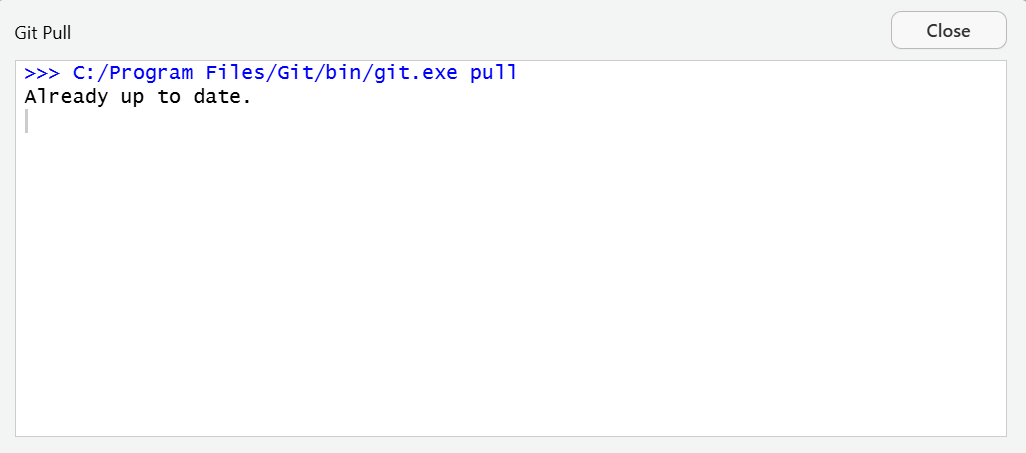 Git Pull
Close
>>> C:/Program Files/Git/bin/git.exe pull
Already up to date.